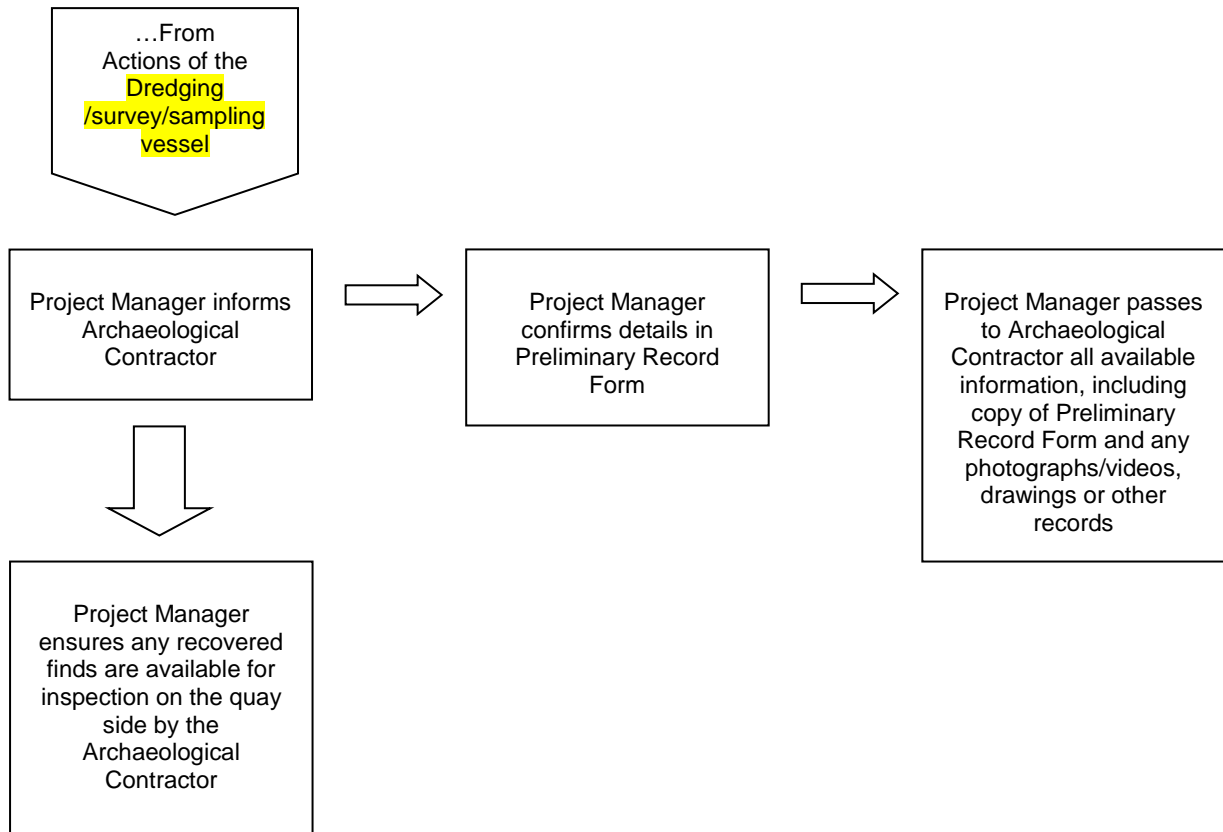 …From
Actions of the
Dredging
/survey/sampling
vessel
Project Manager informs
Archaeological
Contractor
Project Manager
confirms details in
Preliminary Record
Form
Project Manager passes
to Archaeological
Contractor all available
information, including
copy of Preliminary
Record Form and any
photographs/videos,
drawings or other
records
Project Manager
ensures any recovered
finds are available for
inspection on the quay
side by the
Archaeological
Contractor